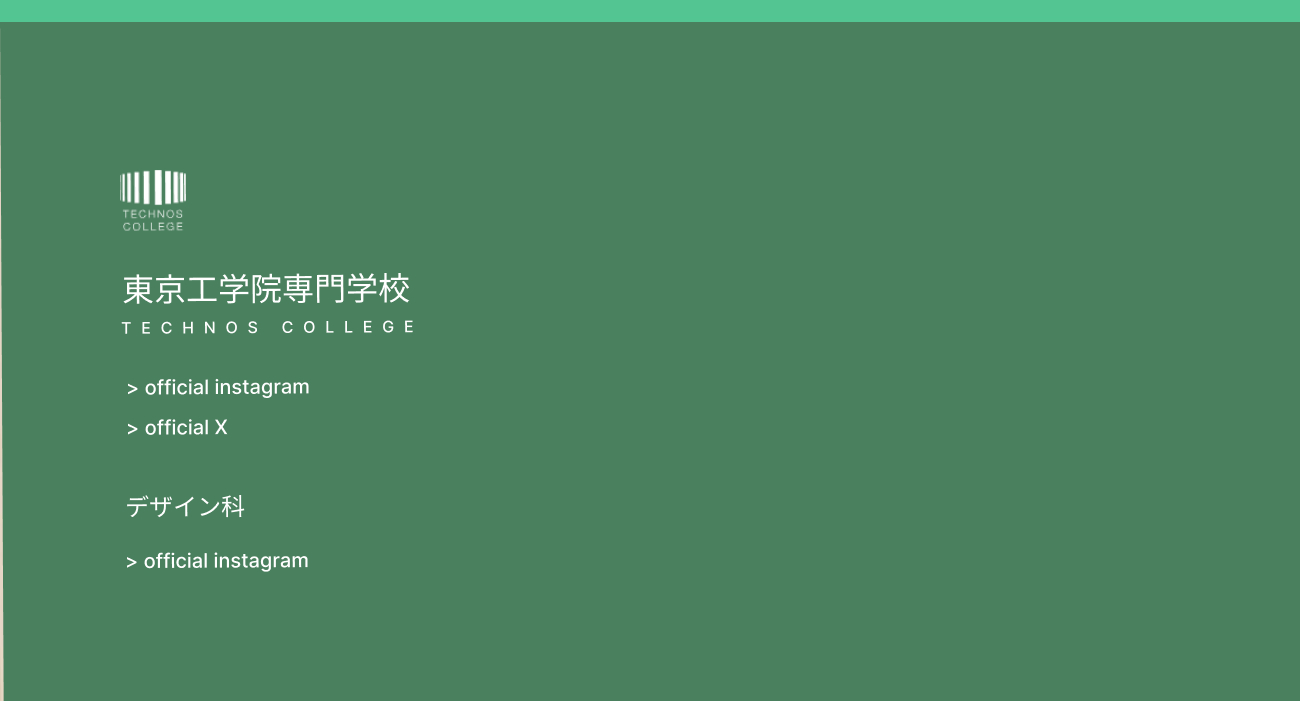 TECHNOS
COLLEGE
東京工学院専門学校
TECHNOS COLLEGE
> official instagram
> official X
デザイン科
> official instagram